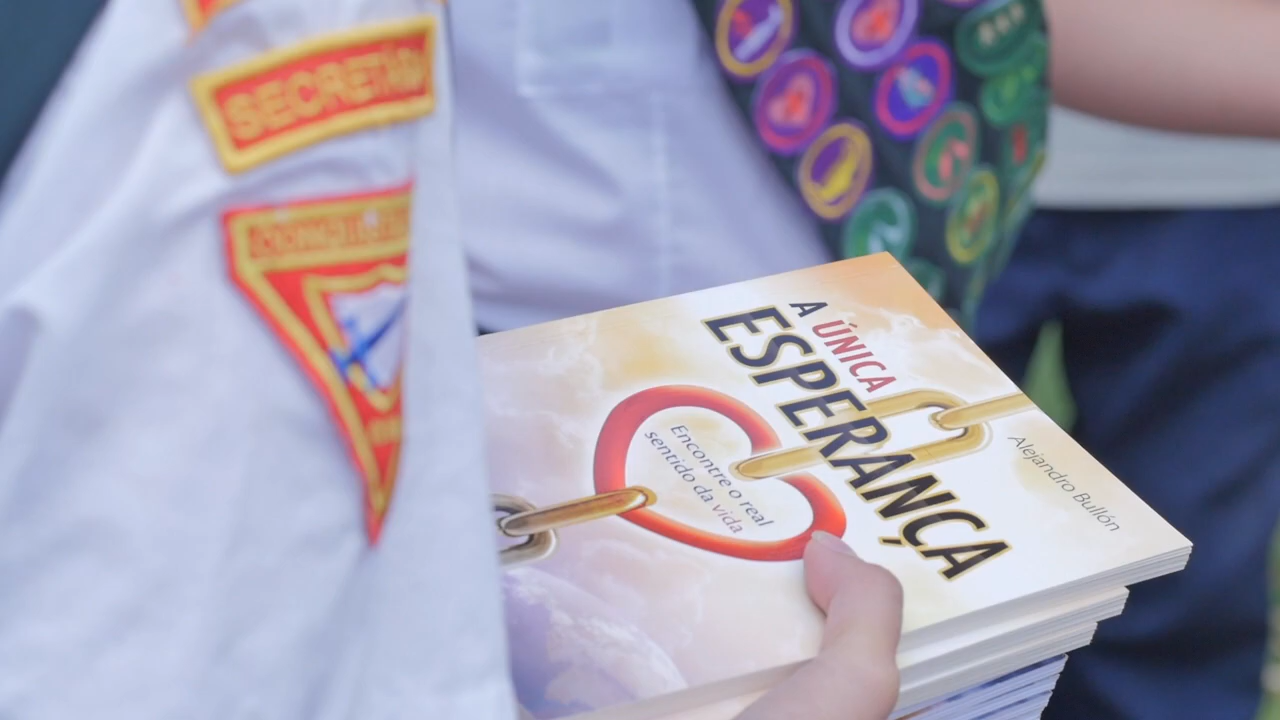 SECRETÁRI
A ÚNICA
ESPERANÇA
Encontre o real
sentido da vida
Alejandro Bullón